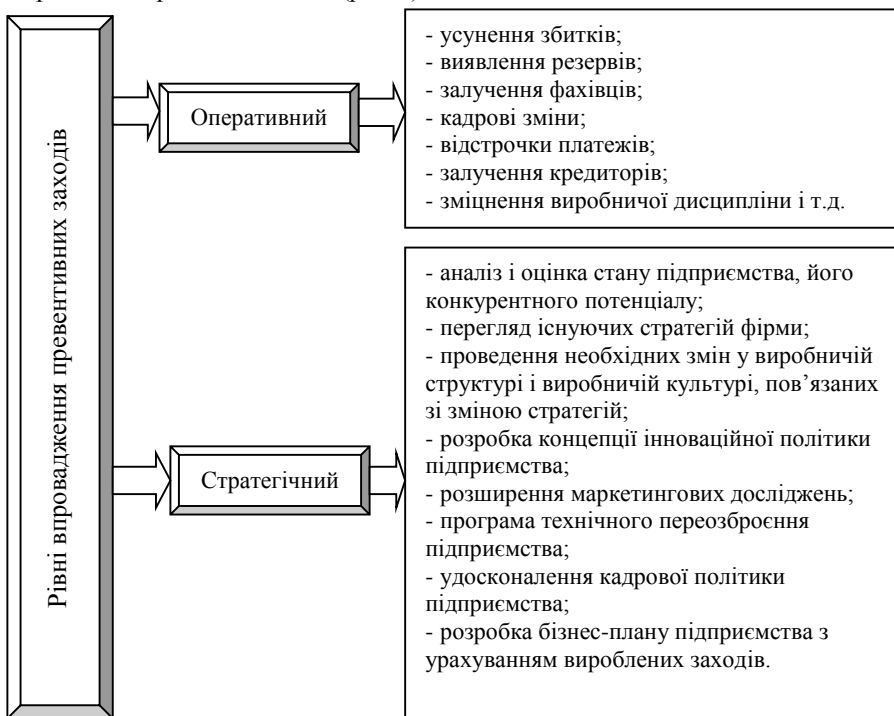 Рівні впровадження превентивних заходів
Оперативний
- усунення збитків;
- виявлення резервів;
- залучення фахівців;
- кадрові зміни;
- відстрочки платежів;
- залучення кредиторів;
- зміцнення виробничої дисципліни і т.д.
Стратегічний
- аналіз і оцінка стану підприємства, його
конкурентного потенціалу;
- перегляд існуючих стратегій фірми;
- проведення необхідних змін у виробничій
структурі і виробничій культурі, пов’язаних
зі зміною стратегій;
- розробка концепції інноваційної політики
підприємства;
- розширення маркетингових досліджень;
- програма технічного переозброєння
підприємства;
- удосконалення кадрової політики
підприємства;
- розробка бізнес-плану підприємства з
урахуванням вироблених заходів.